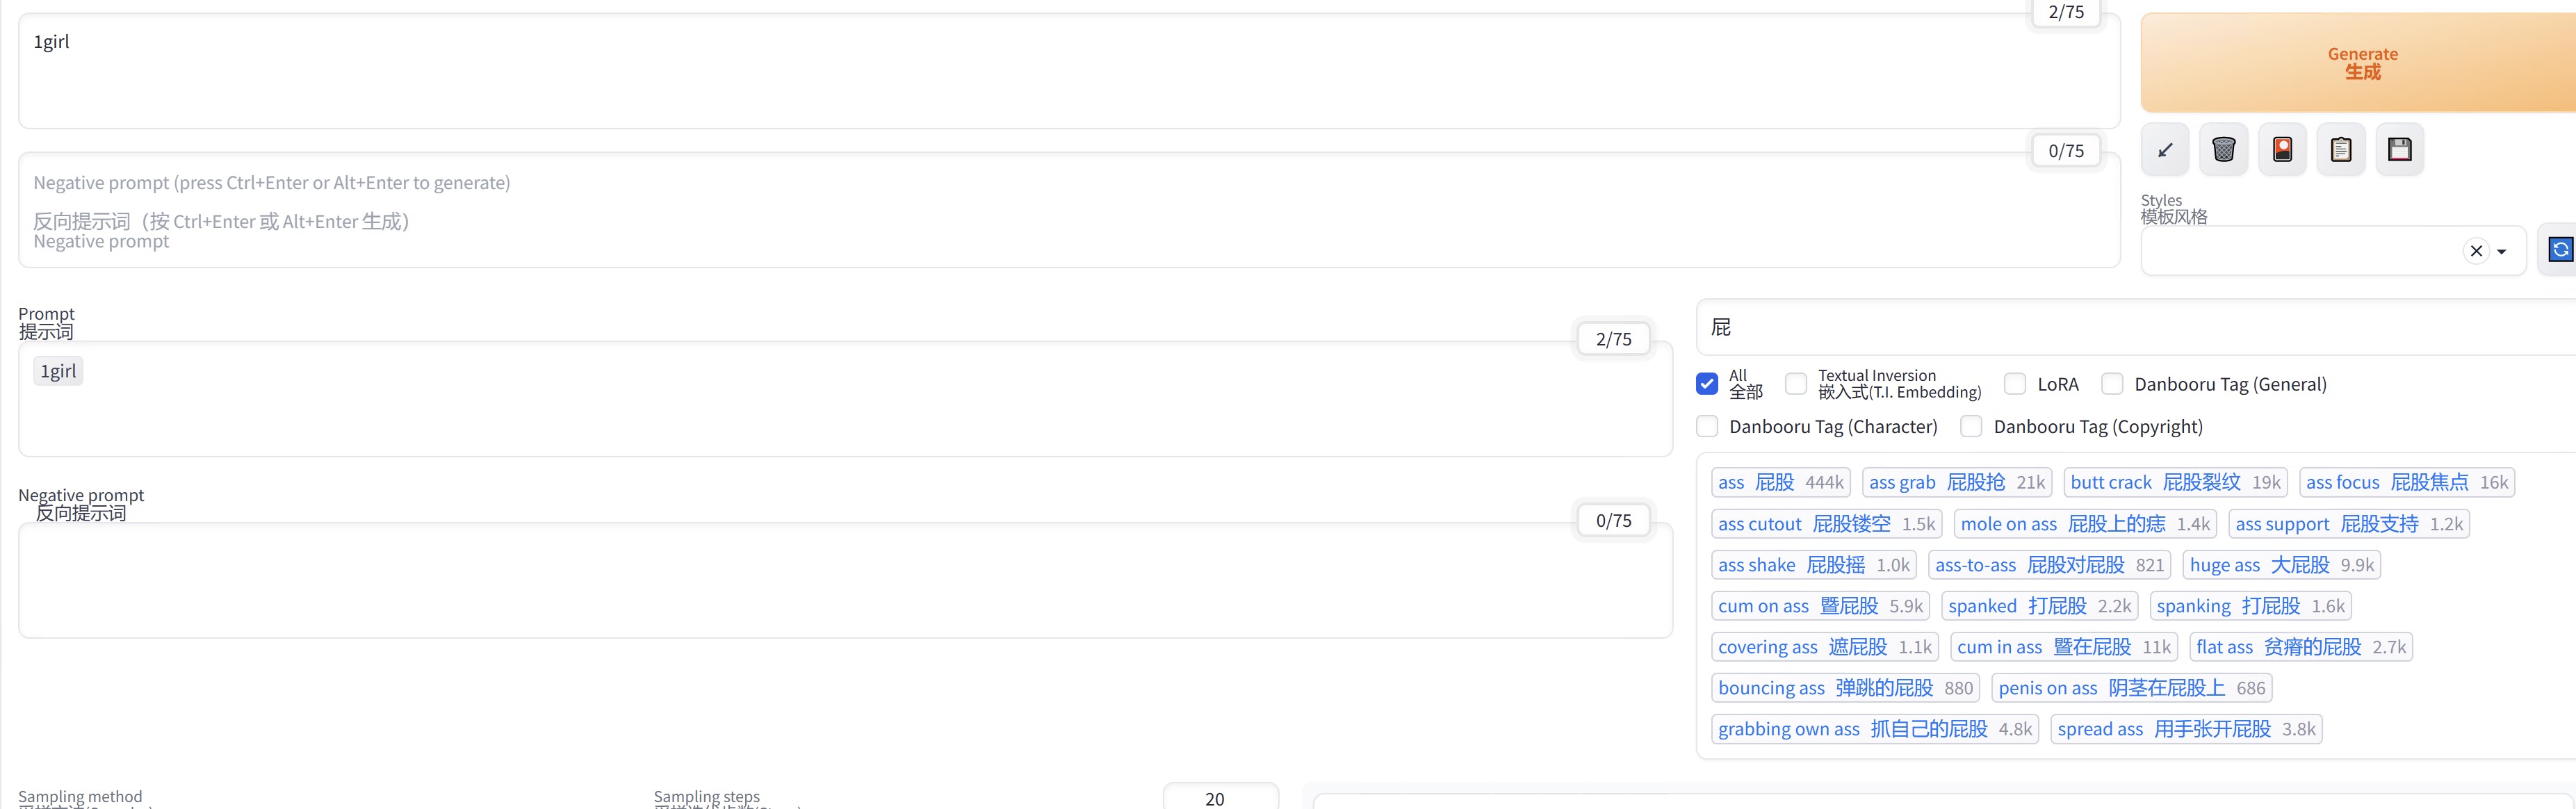 2/75
1girl
Generate
生成
0/75
Negative prompt (press Ctrl+Enter or Alt+Enter to generate)
反向提示词（按 Ctrl+Enter 或 Alt+Enter 生成）
Negative prompt
Styles
模板风格
Prompt
提示词
2/75
1girl
Negative prompt
反向提示词
0/75
屁
All
全部
Textual Inversion
嵌入式(T.I. Embedding)
LoRA
Danbooru Tag (General)
Danbooru Tag (Character)
Danbooru Tag (Copyright)
ass 屁股 444k ass grab 屁股抢 21k butt crack 屁股裂纹 19k ass focus 屁股焦点 16k
ass cutout 屁股镂空 1.5k mole on ass 屁股上的痣 1.4k ass support 屁股支持 1.2k
ass shake 屁股摇 1.0k ass-to-ass 屁股对屁股 821 huge ass 大屁股 9.9k
cum on ass 暨屁股 5.9k spanked 打屁股 2.2k spanking 打屁股 1.6k
covering ass 遮屁股 1.1k cum in ass 暨在屁股 11k flat ass 贫瘠的屁股 2.7k
bouncing ass 弹跳的屁股 880 penis on ass 阴茎在屁股上 686
grabbing own ass 抓自己的屁股 4.8k spread ass 用手张开屁股 3.8k
Sampling method
Sampling steps
20